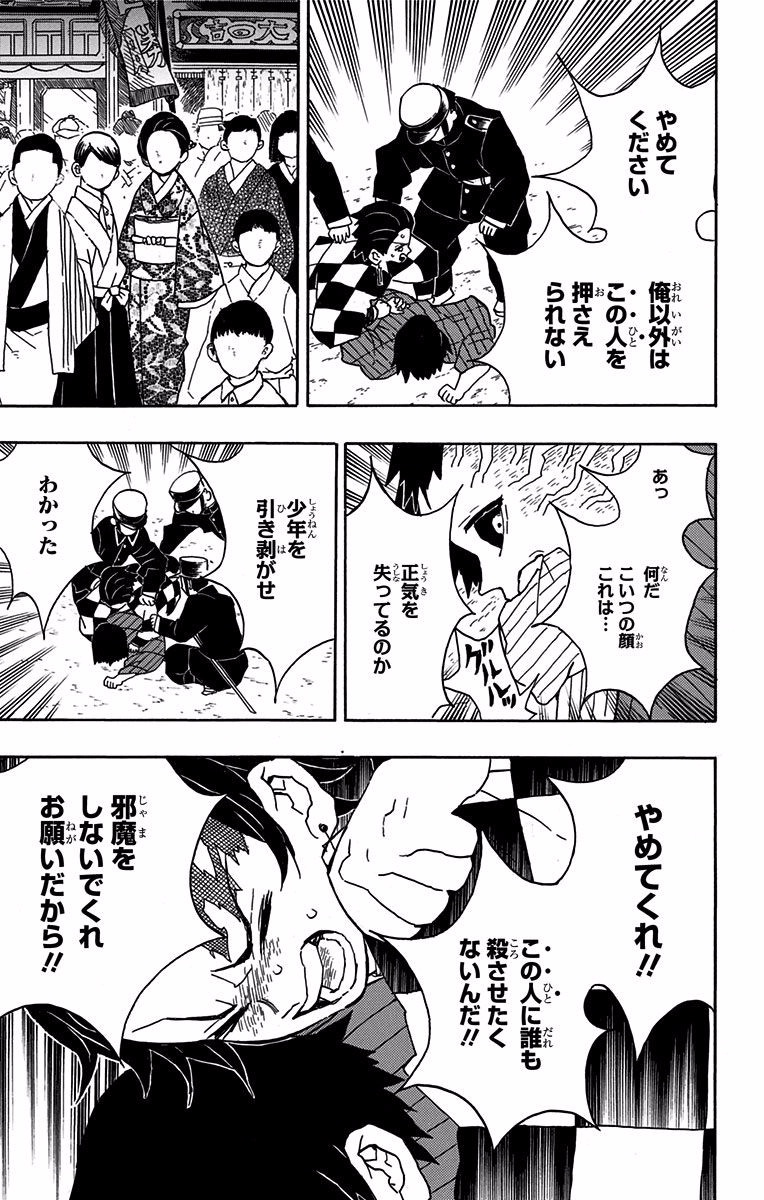 やめて
ください
俺以外は
この人を
押さえ
られない
大回吉
あっ
何だ
こいつの顔
これは…
正気を
失ってるのか
グルルッ
少年を
引き剥がせ
わかった
やめてくれ!!
この人に誰も
殺させたく
ないんだ!!
邪魔を
しないでくれ
お願いだから!!